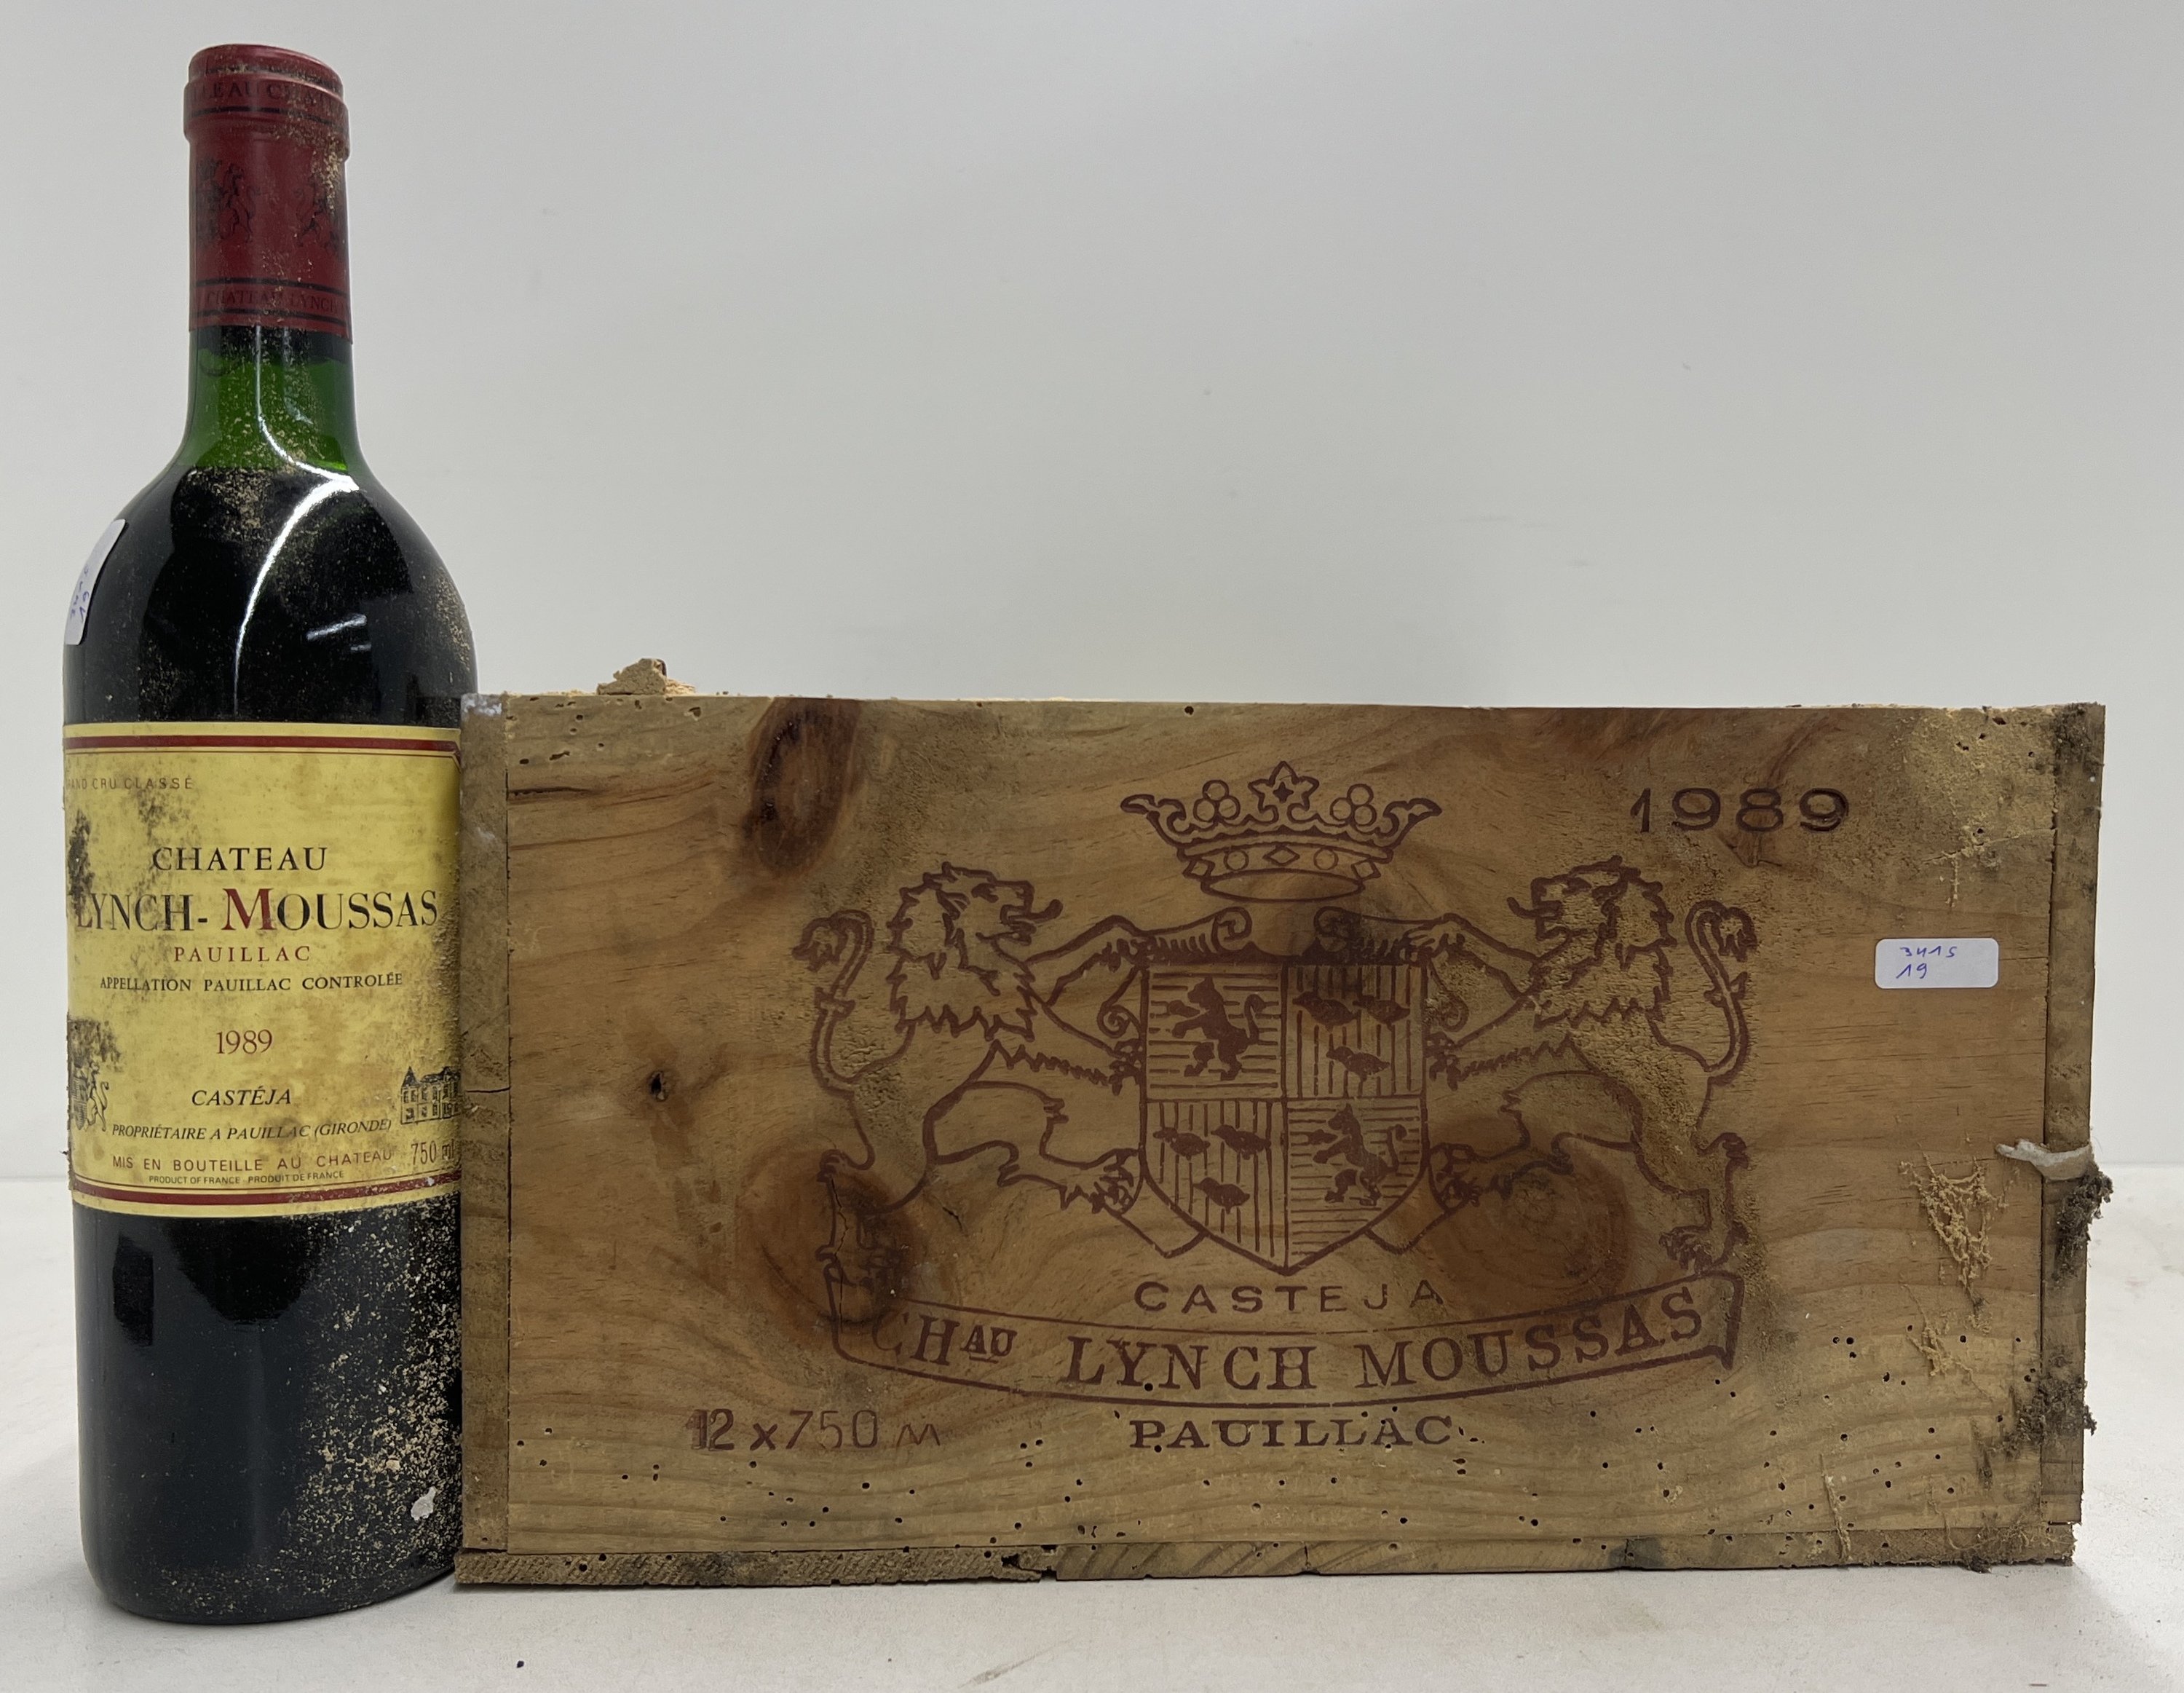 CHATEAU LYNCH
GRAND CRU CLASSÉ
CHATEAU
LYNCH-MOUSSAS
PAUILLAC
APPELLATION PAUILLAC CONTROLÉE
1989
CASTÉJA
PROPRIÉTAIRE A PAUILLAC (GIRONDE)
MIS EN BOUTEILLE AU CHATEAU 750 ml
PRODUCT OF FRANCE - PRODUIT DE FRANCE
1989
3415
19
CASTEJA
CHAU LYNCH MOUSSAS
12 x 750 M
PAUILLAC